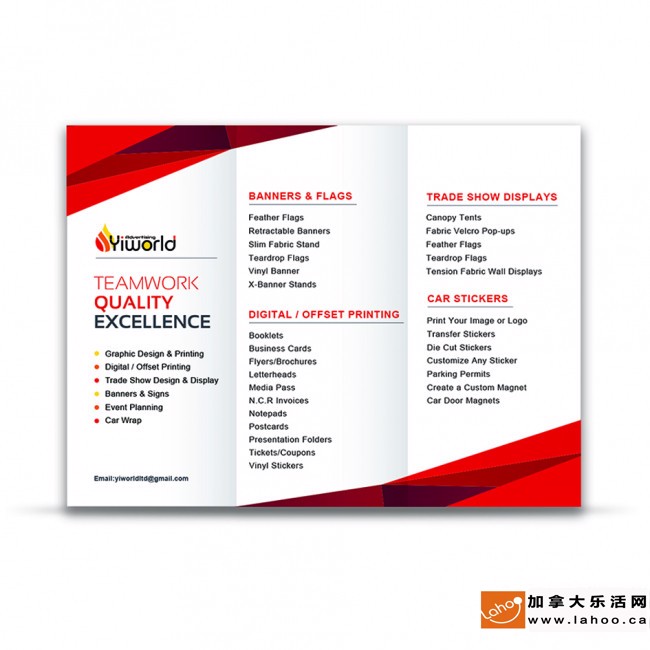 Advertising
Yiworld
TEAMWORK
QUALITY
EXCELLENCE
Graphic Design & Printing
Digital / Offset Printing
Trade Show Design & Display
Banners & Signs
Event Planning
Car Wrap
Email:yiworldltd@gmail.com
BANNERS & FLAGS
Feather Flags
Retractable Banners
Slim Fabric Stand
Teardrop Flags
Vinyl Banner
X-Banner Stands
DIGITAL / OFFSET PRINTING
Booklets
Business Cards
Flyers/Brochures
Letterheads
Media Pass
N.C.R Invoices
Notepads
Postcards
Presentation Folders
Tickets/Coupons
Vinyl Stickers
TRADE SHOW DISPLAYS
Canopy Tents
Fabric Velcro Pop-ups
Feather Flags
Teardrop Flags
Tension Fabric Wall Displays
CAR STICKERS
Print Your Image or Logo
Transfer Stickers
Die Cut Stickers
Customize Any Sticker
Parking Permits
Create a Custom Magnet
Car Door Magnets
Lahoo
加拿大乐活网
www.lahoo.ca